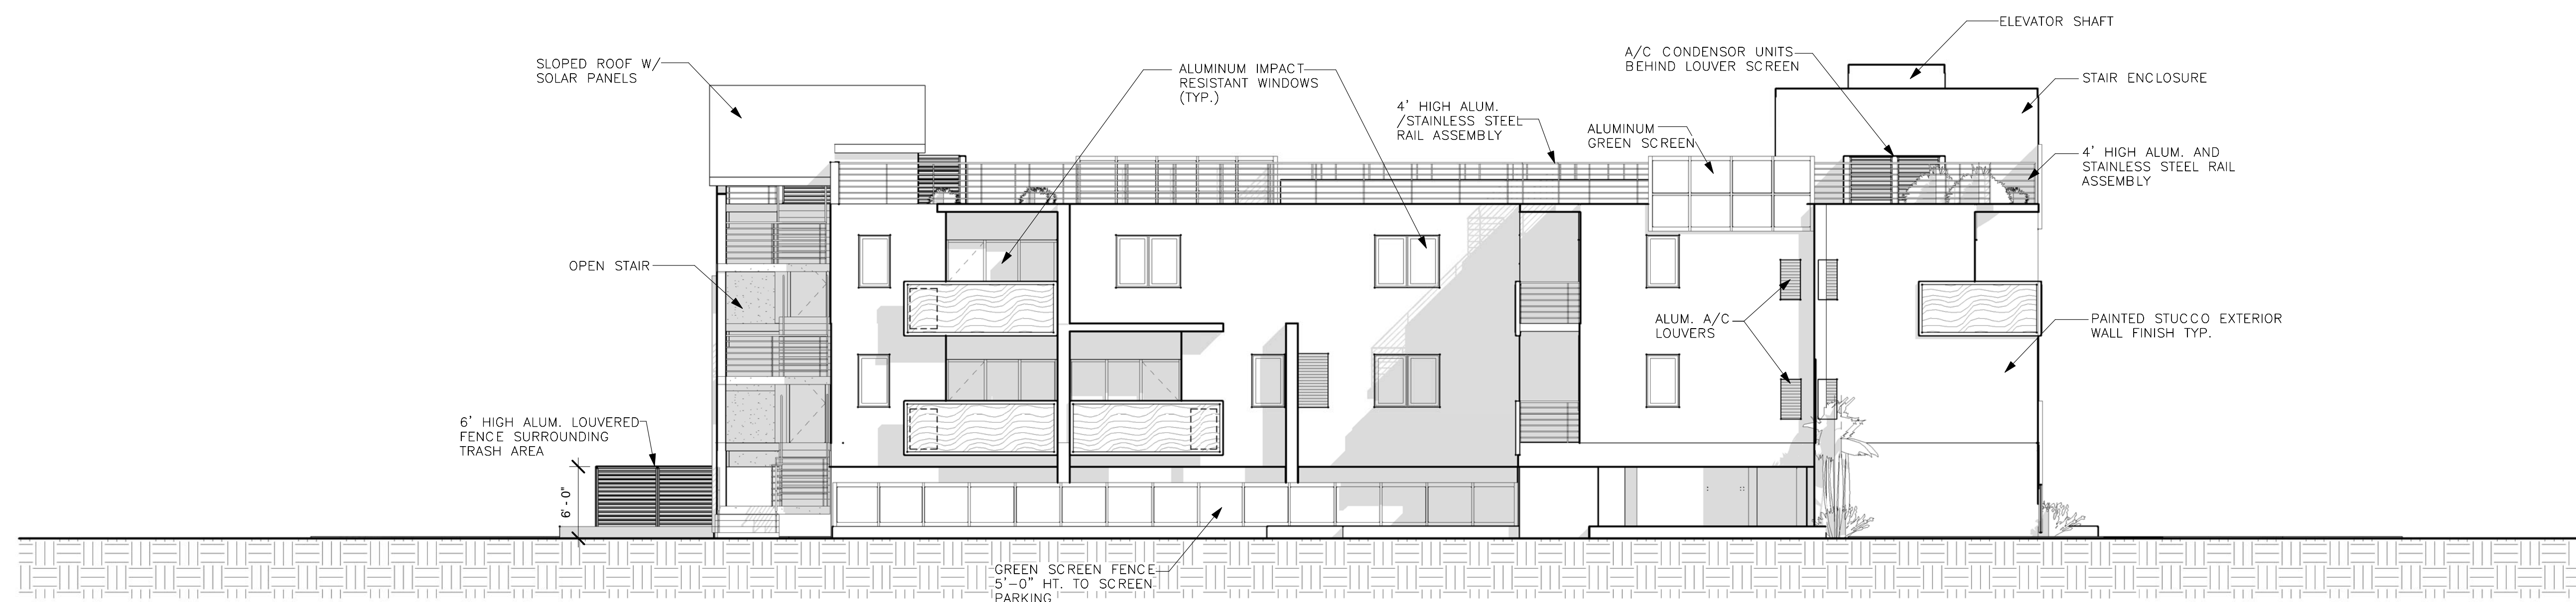 ELEVATOR SHAFT
A/C CONDENSOR UNITS
BEHIND LOUVER SCREEN
SLOPED ROOF W/
SOLAR PANELS
ALUMINUM IMPACT
RESISTANT WINDOWS
(TYP.)
STAIR ENCLOSURE
4' HIGH ALUM.
/STAINLESS STEEL
RAIL ASSEMBLY
ALUMINUM
GREEN SCREEN
4' HIGH ALUM. AND
STAINLESS STEEL RAIL
ASSEMBLY
OPEN STAIR
ALUM. A/C
LOUVERS
PAINTED STUCCO EXTERIOR
WALL FINISH TYP.
6' HIGH ALUM. LOUVERED
FENCE SURROUNDING
TRASH AREA
6'-0"
GREEN SCREEN FENCE
5'-0" HT. TO SCREEN
PARKING